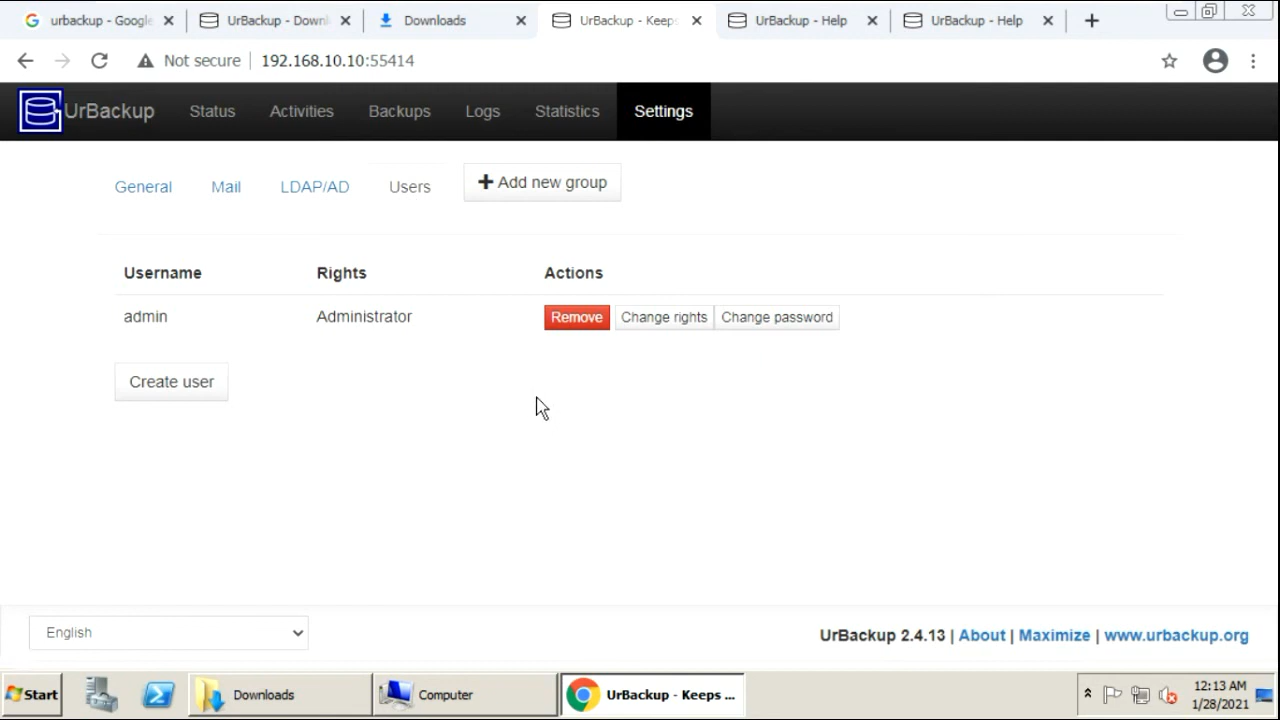 urbackup - Google
UrBackup - Downl
Downloads
UrBackup - Keeps
UrBackup - Help
UrBackup - Help
Not secure
192.168.10.10:55414
UrBackup
Status
Activities
Backups
Logs
Statistics
Settings
General
Mail
LDAP/AD
Users
Add new group
Username
Rights
Actions
admin
Administrator
Remove
Change rights
Change password
Create user
English
UrBackup 2.4.13 | About | Maximize | www.urbackup.org
Start
Downloads
Computer
UrBackup - Keeps ...
12:13 AM
1/28/2021